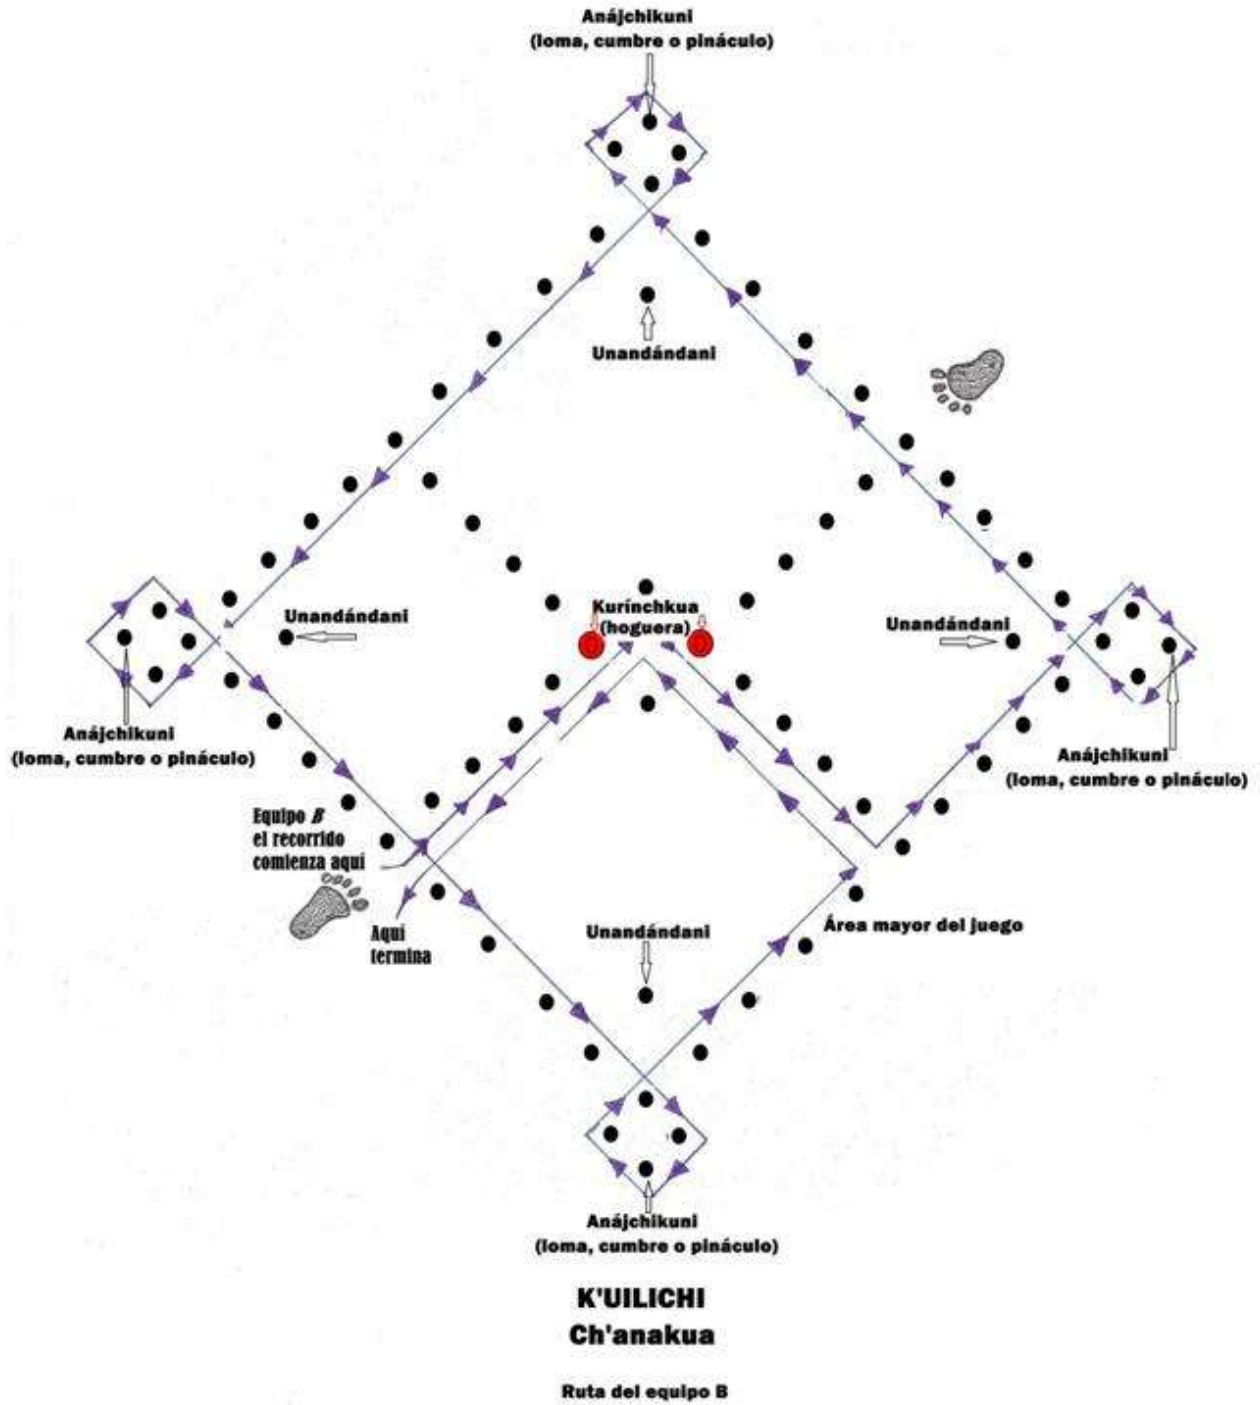 Anájchikuni
(loma, cumbre o pináculo)
Unandándani
Unandándani
Kurínchkua
(hoguera)
Unandándani
Anájchikuni
(loma, cumbre o pináculo)
Anájchikuni
(loma, cumbre o pináculo)
Equipo B
el recorrido
comienza aquí
Aquí
termina
Unandándani
Área mayor del juego
Anájchikuni
(loma, cumbre o pináculo)
K'UILICHI
Ch'anakua
Ruta del equipo B